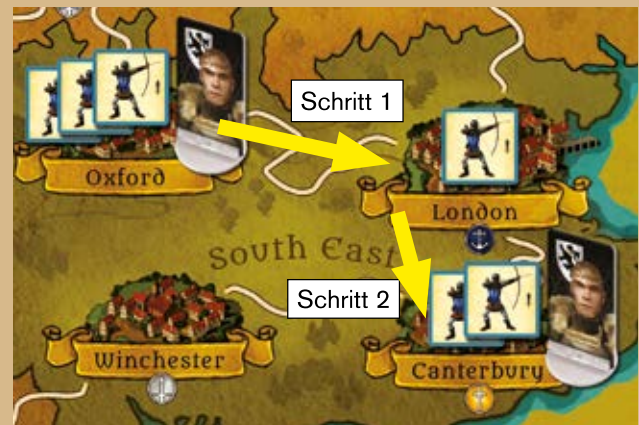 Schritt 1
Oxford
London
South East
Schritt 2
Winchester
Canterbury